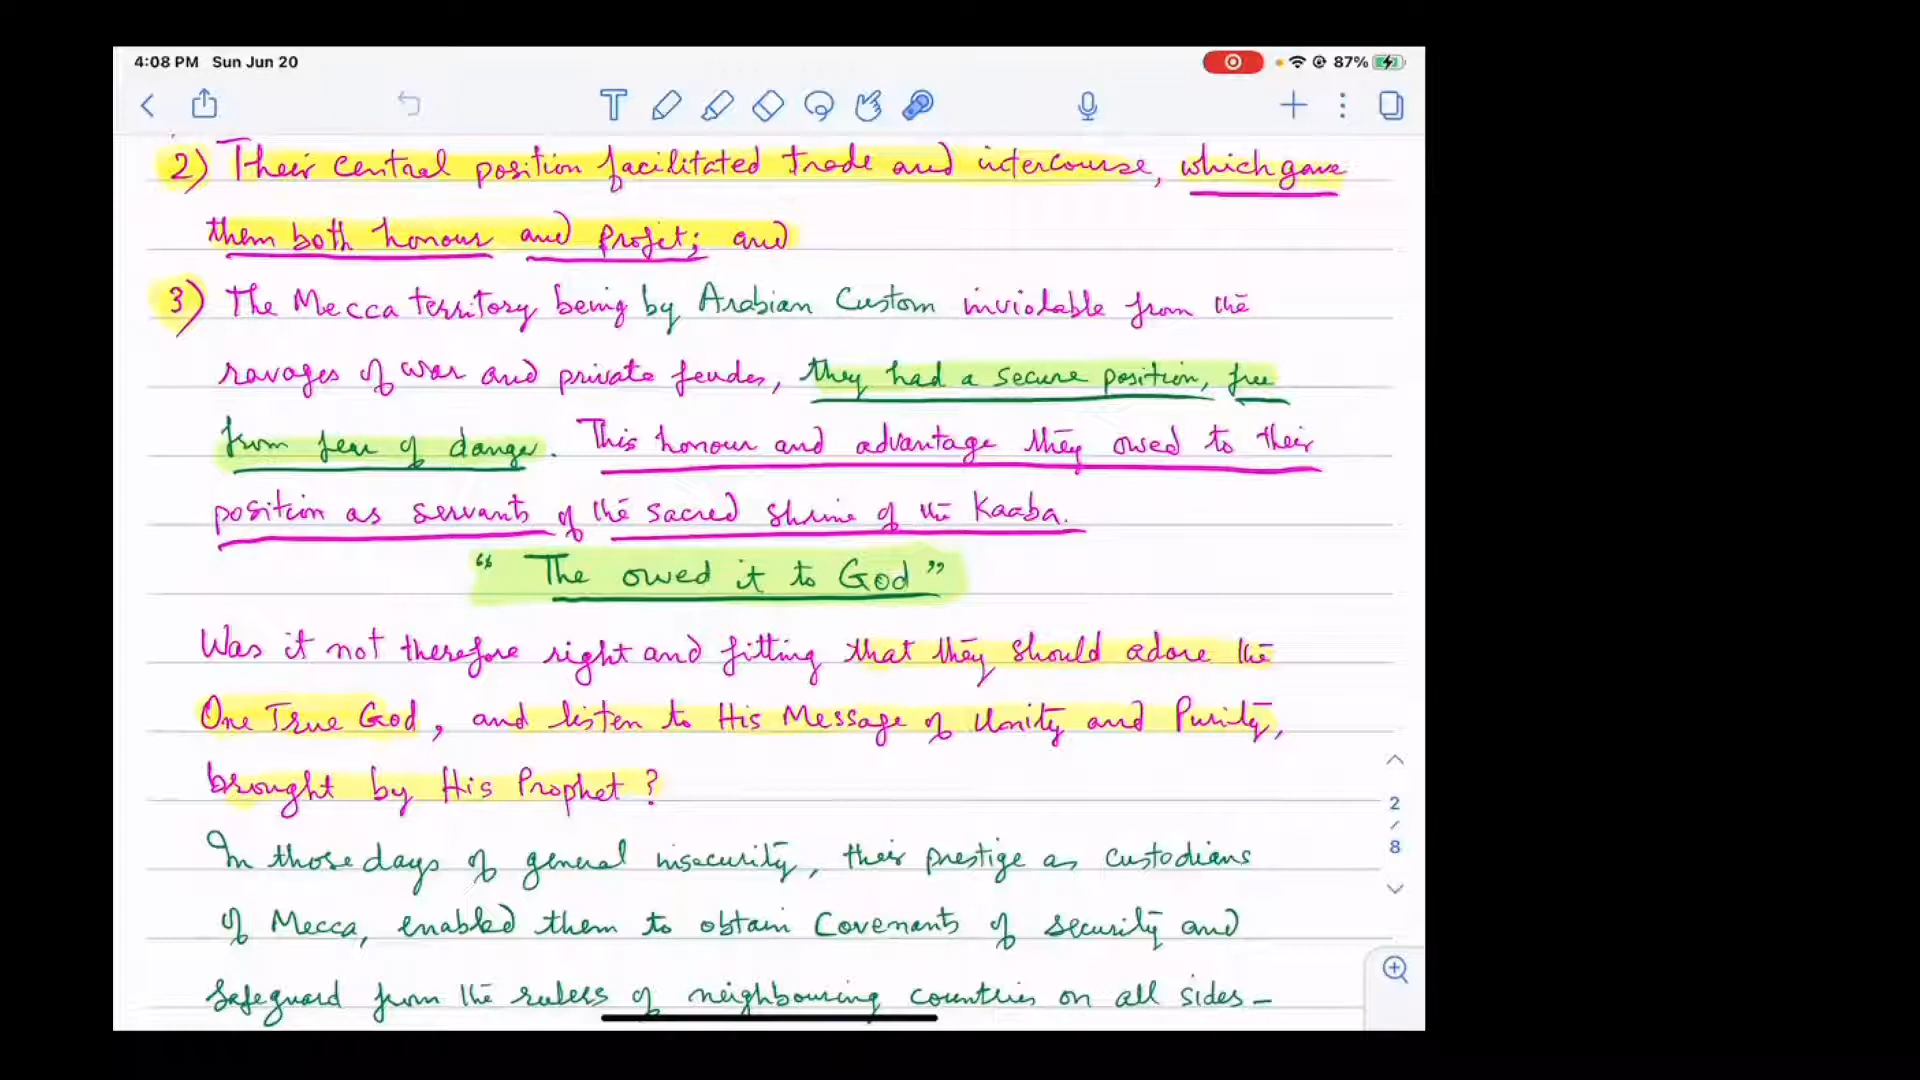 4:08 PM Sun Jun 20
87%
2) Their central position facilitated trade and intercourse, which gave
them both honour and profit; and
3) The Mecca territory being by Arabian Custom inviolable from the
ravages of war and private feuds, they had a secure position, free
from fear of danger. This honour and advantage they owed to their
position as servants of the sacred shrine of the Kaaba.
“ The owed it to God ”
Was it not therefore right and fitting that they should adore the
One True God, and listen to His Message of Unity and Purity,
brought by His Prophet ?
In those days of general insecurity, their prestige as custodians
of Mecca, enabled them to obtain Covenants of security and
Safeguard from the rulers of neighbouring countries on all sides -
2
/
8